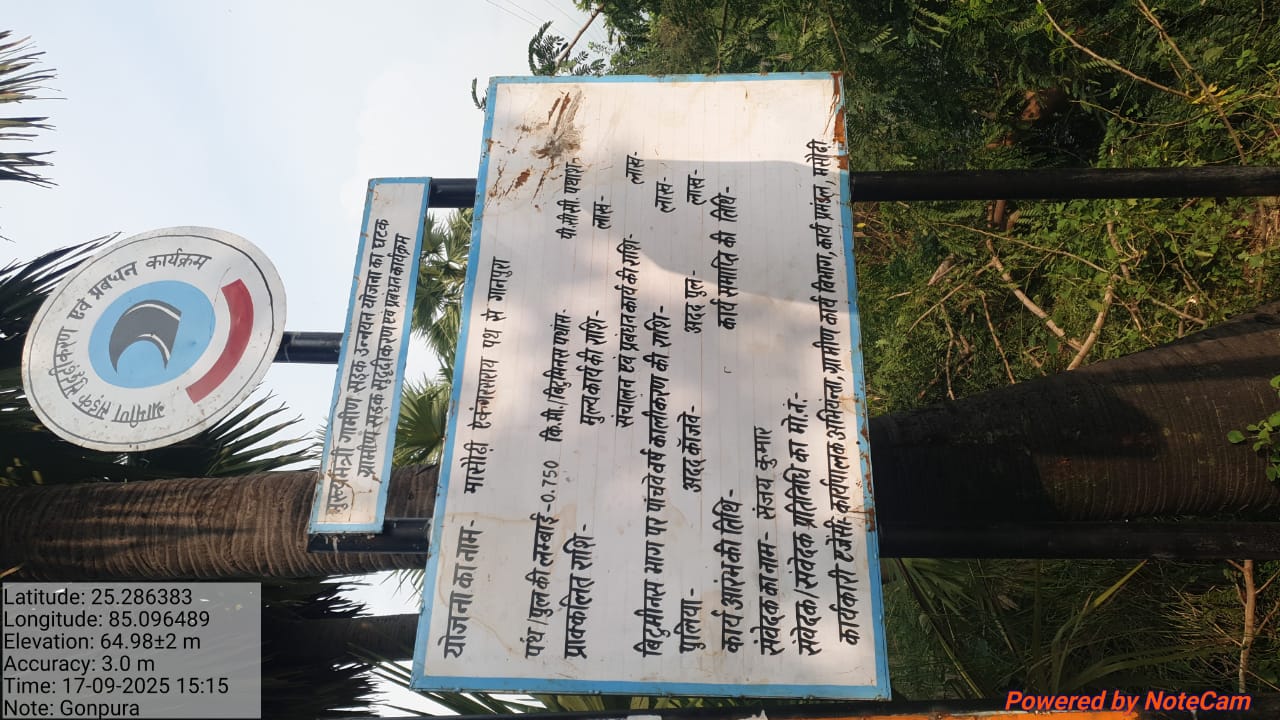 ग्रामीण सड़क सुदृढ़ीकरण एवं प्रबंधन कार्यक्रम
मुख्यमंत्री ग्रामीण सड़क उन्नयन योजना का घटक
ग्रामीण सड़क सुदृढ़ीकरण एवं प्रबंधन कार्यक्रम
योजना का नाम- मासौढ़ी ऐकंगरसराय पथ से गोनपुरा
पथ/पुल की लम्बाई-0.750 कि.मी./बिटुमिनस पथांश- पी.सी.सी. पथांश-
प्राक्कलित राशि- मुल्य कार्य की राशि- लाख-
संचालन एवं प्रबंधन कार्य की राशि- लाख-
बिटुमीनस भाग पर पांचवे वर्ष कालीकरण की राशि- लाख-
पुलिया- अदद कॉजवे- अदद पुल- लाख-
कार्य आरम्भ की तिथि- कार्य समाप्ति की तिथि-
संवेदक का नाम- संजय कुमार
संवेदक/संवेदक प्रतिनिधि का मो.नं.-
कार्यकारी एजेंसी- कार्यपालक अभियन्ता, ग्रामीण कार्य विभाग, कार्य प्रमंडल, मसौढ़ी
Latitude: 25.286383
Longitude: 85.096489
Elevation: 64.98±2 m
Accuracy: 3.0 m
Time: 17-09-2025 15:15
Note: Gonpura
Powered by NoteCam